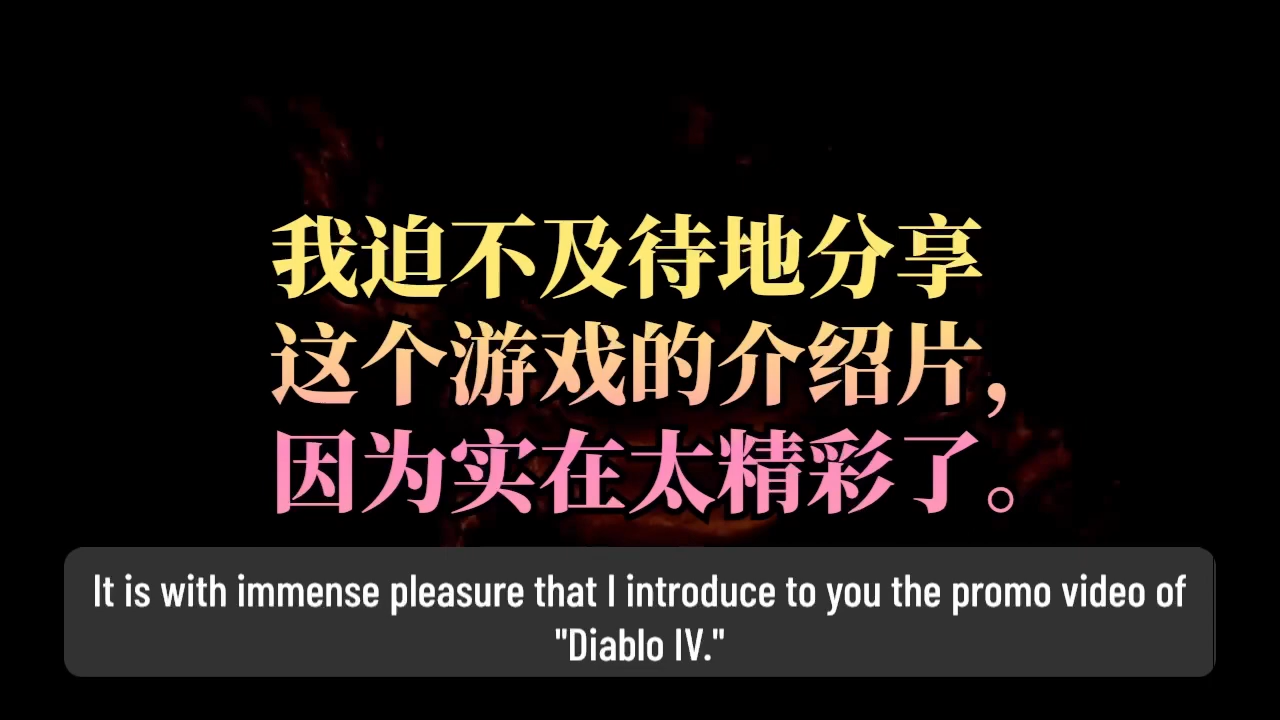 我迫不及待地分享
这个游戏的介绍片，
因为实在太精彩了。
It is with immense pleasure that I introduce to you the promo video of
"Diablo IV."